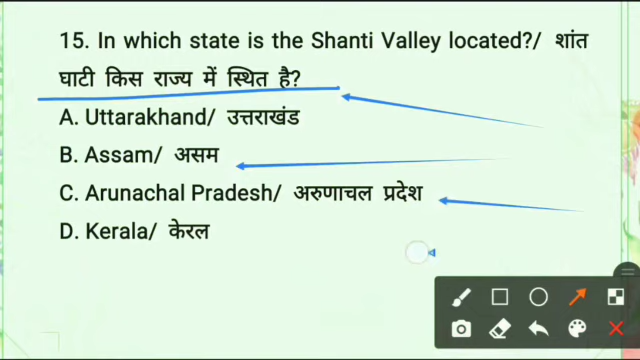 15. In which state is the Shanti Valley located?/ शांत
घाटी किस राज्य में स्थित है?
A. Uttarakhand/ उत्तराखंड
B. Assam/ असम
C. Arunachal Pradesh/ अरुणाचल प्रदेश
D. Kerala/ केरल